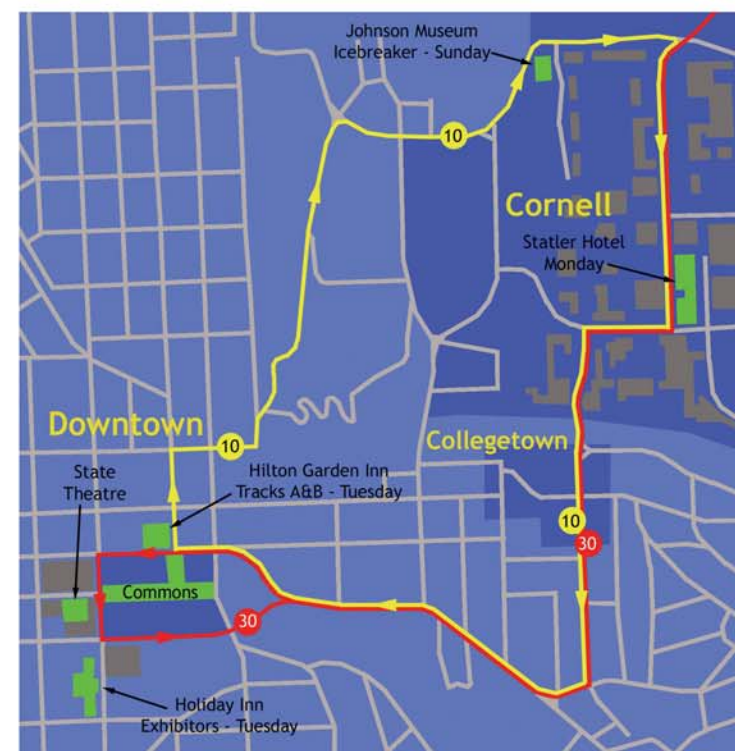 Johnson Museum
Icebreaker - Sunday
10
Cornell
Statler Hotel
Monday
Downtown
10
Collegetown
State
Theatre
Hilton Garden Inn
Tracks A&B - Tuesday
10
30
Commons
30
Holiday Inn
Exhibitors - Tuesday